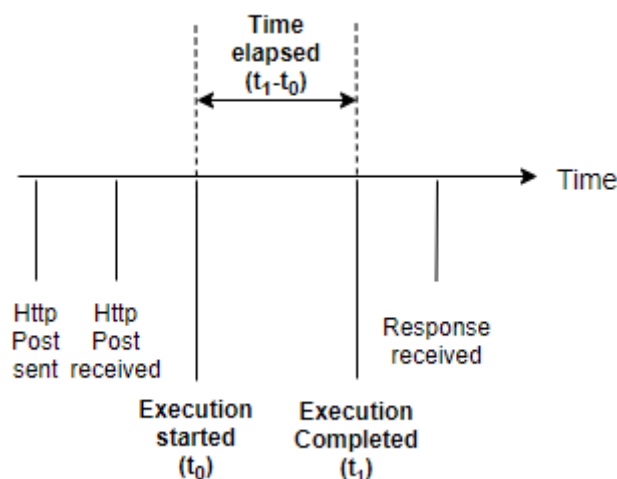 Time
elapsed
(t₁-t₀)
Time
Http
Post
sent
Http
Post
received
Response
received
Execution
started
(t₀)
Execution
Completed
(t₁)